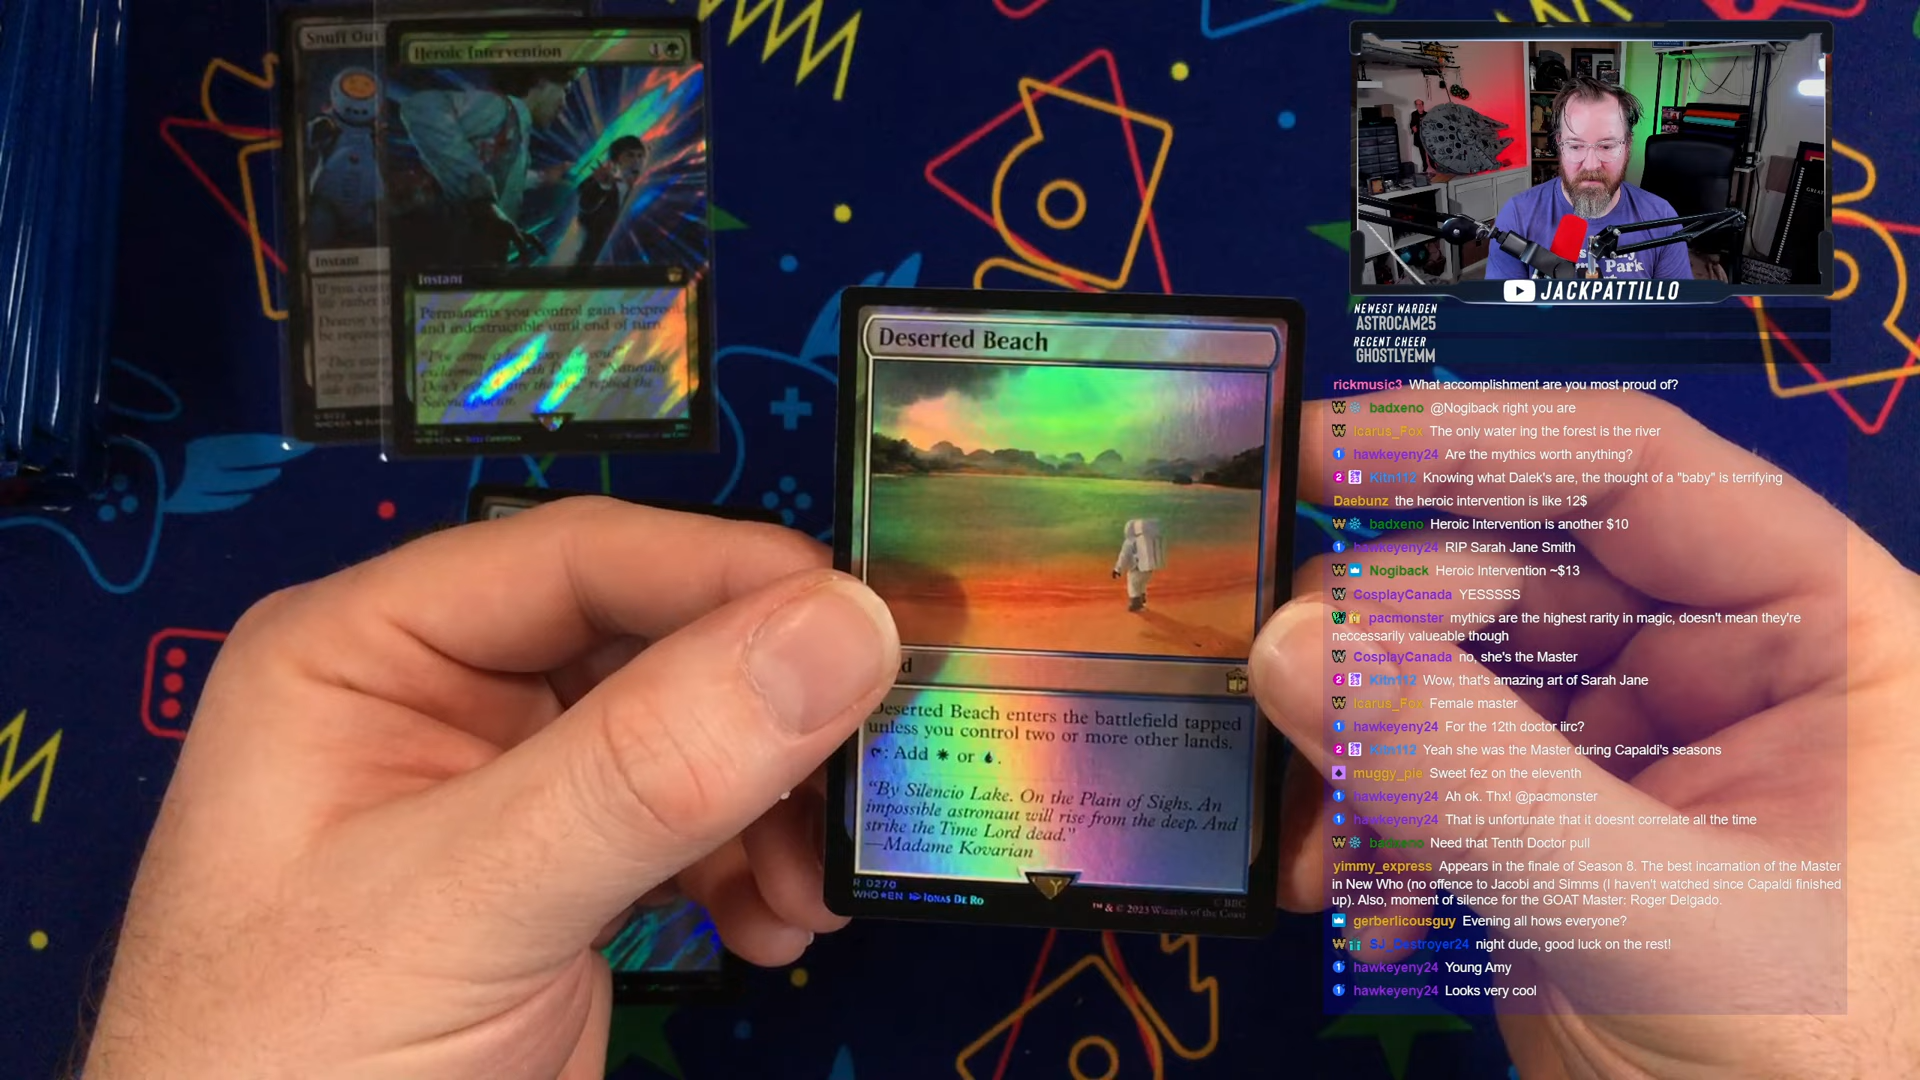 Snuff Out
Heroic Intervention 1
Instant
Instant
Permanents you control gain hexproof
and indestructible until end of turn.
Deserted Beach
Deserted Beach enters the battlefield tapped
unless you control two or more other lands.
: Add or .
"By Silencio Lake. On the Plain of Sighs. An
impossible astronaut will rise from the deep. And
strike the Time Lord dead."
—Madame Kovarian
R 0270
WHO EN JONAS DE RO
© BBC
™ & © 2023 Wizards of the Coast
Park
JACKPATTILLO
NEWEST WARDEN
ASTROCAM25
RECENT CHEER
GHOSTLYEMM
rickmusic3 What accomplishment are you most proud of?
badxeno @Nogiback right you are
Icarus_Fox The only water ing the forest is the river
hawkeyeny24 Are the mythics worth anything?
Kitn112 Knowing what Dalek's are, the thought of a "baby" is terrifying
Daebunz the heroic intervention is like 12$
badxeno Heroic Intervention is another $10
hawkeyeny24 RIP Sarah Jane Smith
Nogiback Heroic Intervention ~$13
CosplayCanada YESSSSS
pacmonster mythics are the highest rarity in magic, doesn't mean they're
neccessarily valueable though
CosplayCanada no, she's the Master
Kitn112 Wow, that's amazing art of Sarah Jane
Icarus_Fox Female master
hawkeyeny24 For the 12th doctor iirc?
Kitn112 Yeah she was the Master during Capaldi's seasons
muggy_pie Sweet fez on the eleventh
hawkeyeny24 Ah ok. Thx! @pacmonster
hawkeyeny24 That is unfortunate that it doesnt correlate all the time
badxeno Need that Tenth Doctor pull
yimmy_express Appears in the finale of Season 8. The best incarnation of the Master
in New Who (no offence to Jacobi and Simms (I haven't watched since Capaldi finished
up). Also, moment of silence for the GOAT Master: Roger Delgado.
gerberlicousguy Evening all hows everyone?
SJ_Destroyer24 night dude, good luck on the rest!
hawkeyeny24 Young Amy
hawkeyeny24 Looks very cool